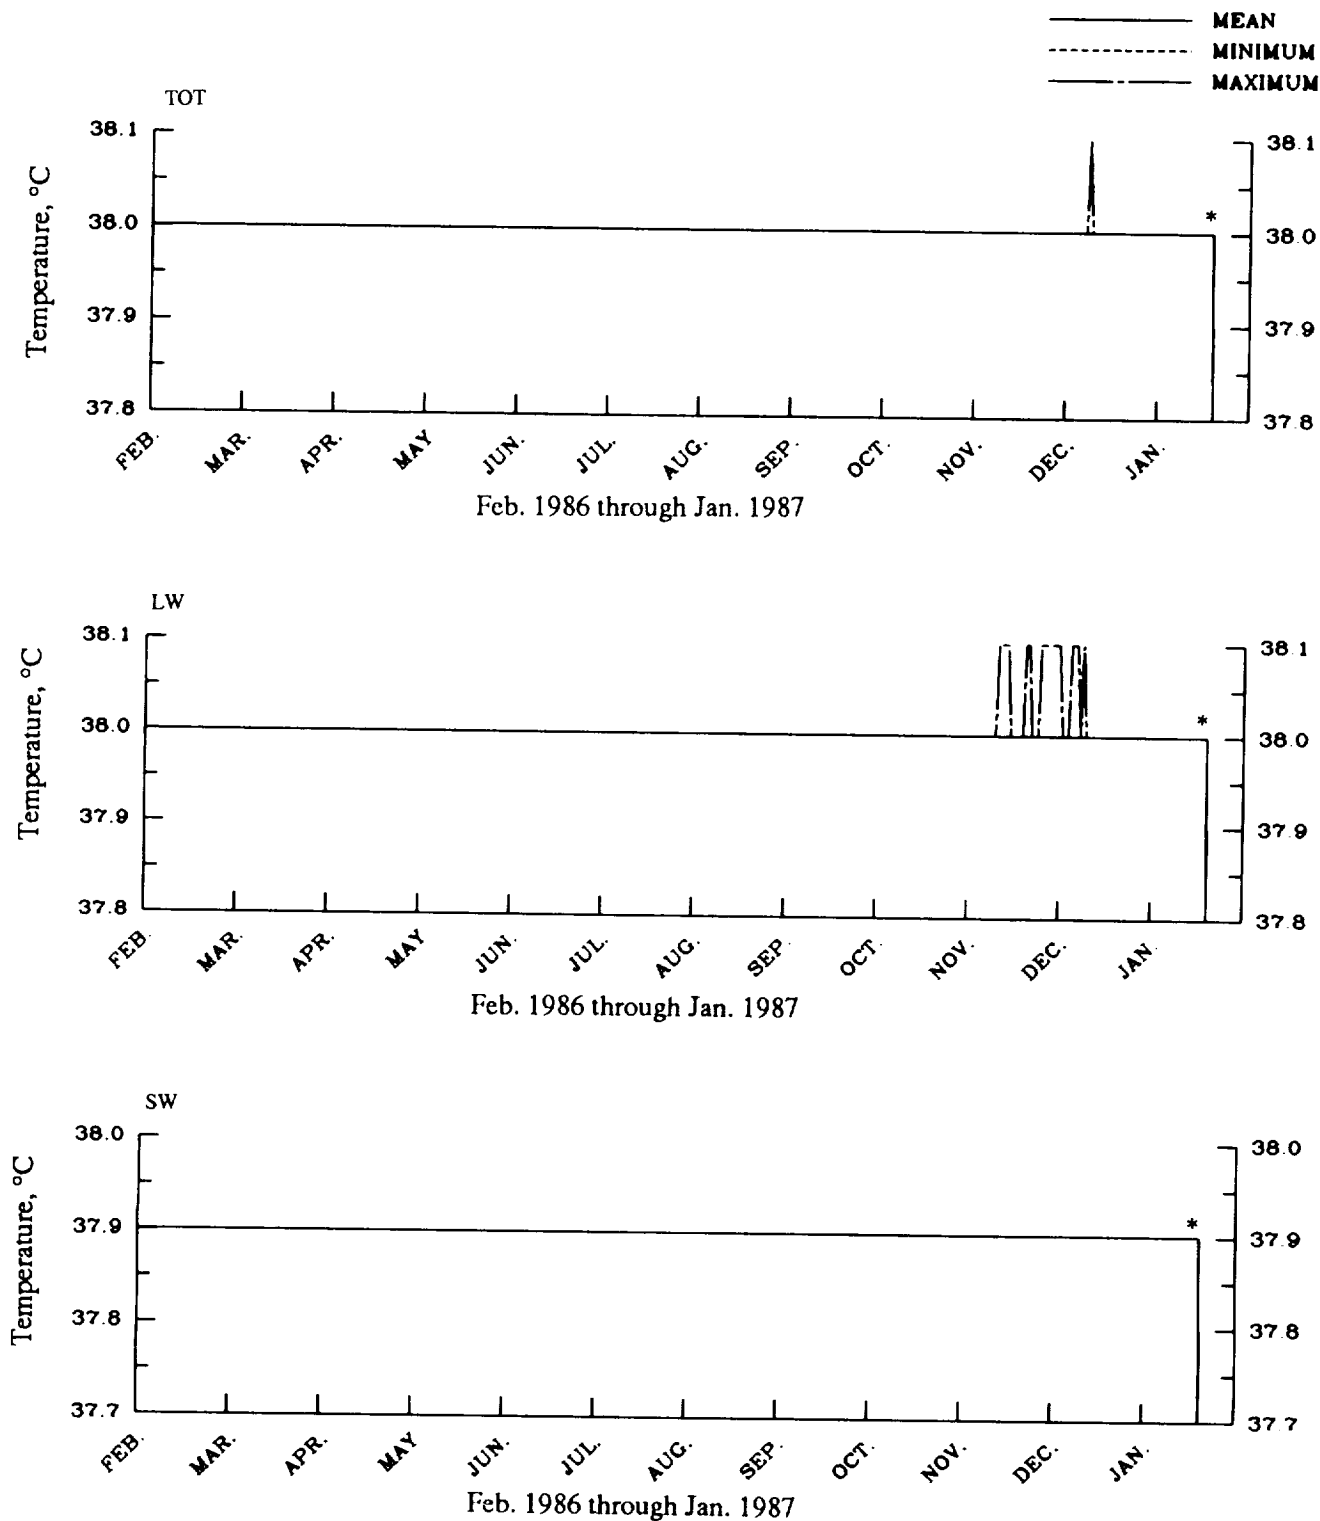 MEAN
MINIMUM
MAXIMUM
TOT
Temperature, °C
38.1
38.0
37.9
37.8
38.1
38.0
37.9
37.8
*
FEB. MAR. APR. MAY JUN. JUL. AUG. SEP. OCT. NOV. DEC. JAN.
Feb. 1986 through Jan. 1987
LW
Temperature, °C
38.1
38.0
37.9
37.8
38.1
38.0
37.9
37.8
*
FEB. MAR. APR. MAY JUN. JUL. AUG. SEP. OCT. NOV. DEC. JAN.
Feb. 1986 through Jan. 1987
SW
Temperature, °C
38.0
37.9
37.8
37.7
38.0
37.9
37.8
37.7
*
FEB. MAR. APR. MAY JUN. JUL. AUG. SEP. OCT. NOV. DEC. JAN.
Feb. 1986 through Jan. 1987